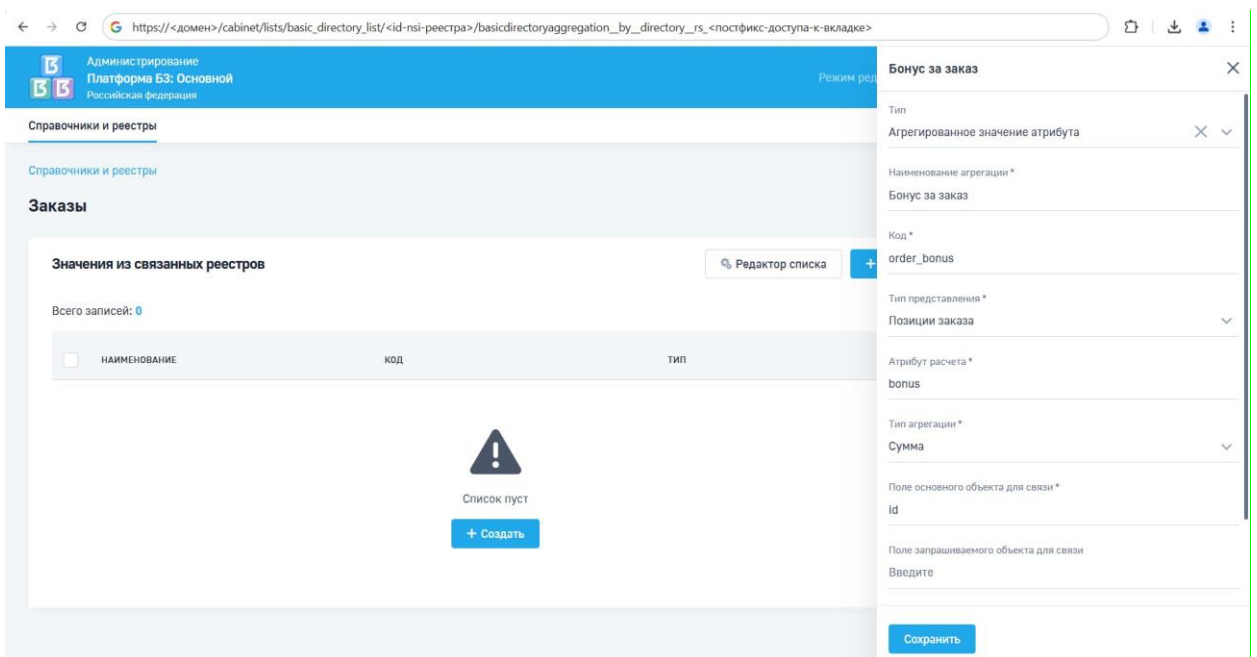 https://<домен>/cabinet/lists/basic_directory_list/<id-nsi-реестра>/basicdirectoryaggregation__by__directory__rs_<постфикс-доступа-к-вкладке>
Администрирование
Платформа БЗ: Основной
Российская федерация
Режим ред
Справочники и реестры
Справочники и реестры
Заказы
Значения из связанных реестров
Редактор списка
+
Всего записей: 0
НАИМЕНОВАНИЕ КОД ТИП
Список пуст
+ Создать
Бонус за заказ
Тип
Агрегированное значение атрибута
Наименование агрегации *
Бонус за заказ
Код *
order_bonus
Тип представления *
Позиции заказа
Атрибут расчета *
bonus
Тип агрегации *
Сумма
Поле основного объекта для связи *
id
Поле запрашиваемого объекта для связи
Введите
Сохранить